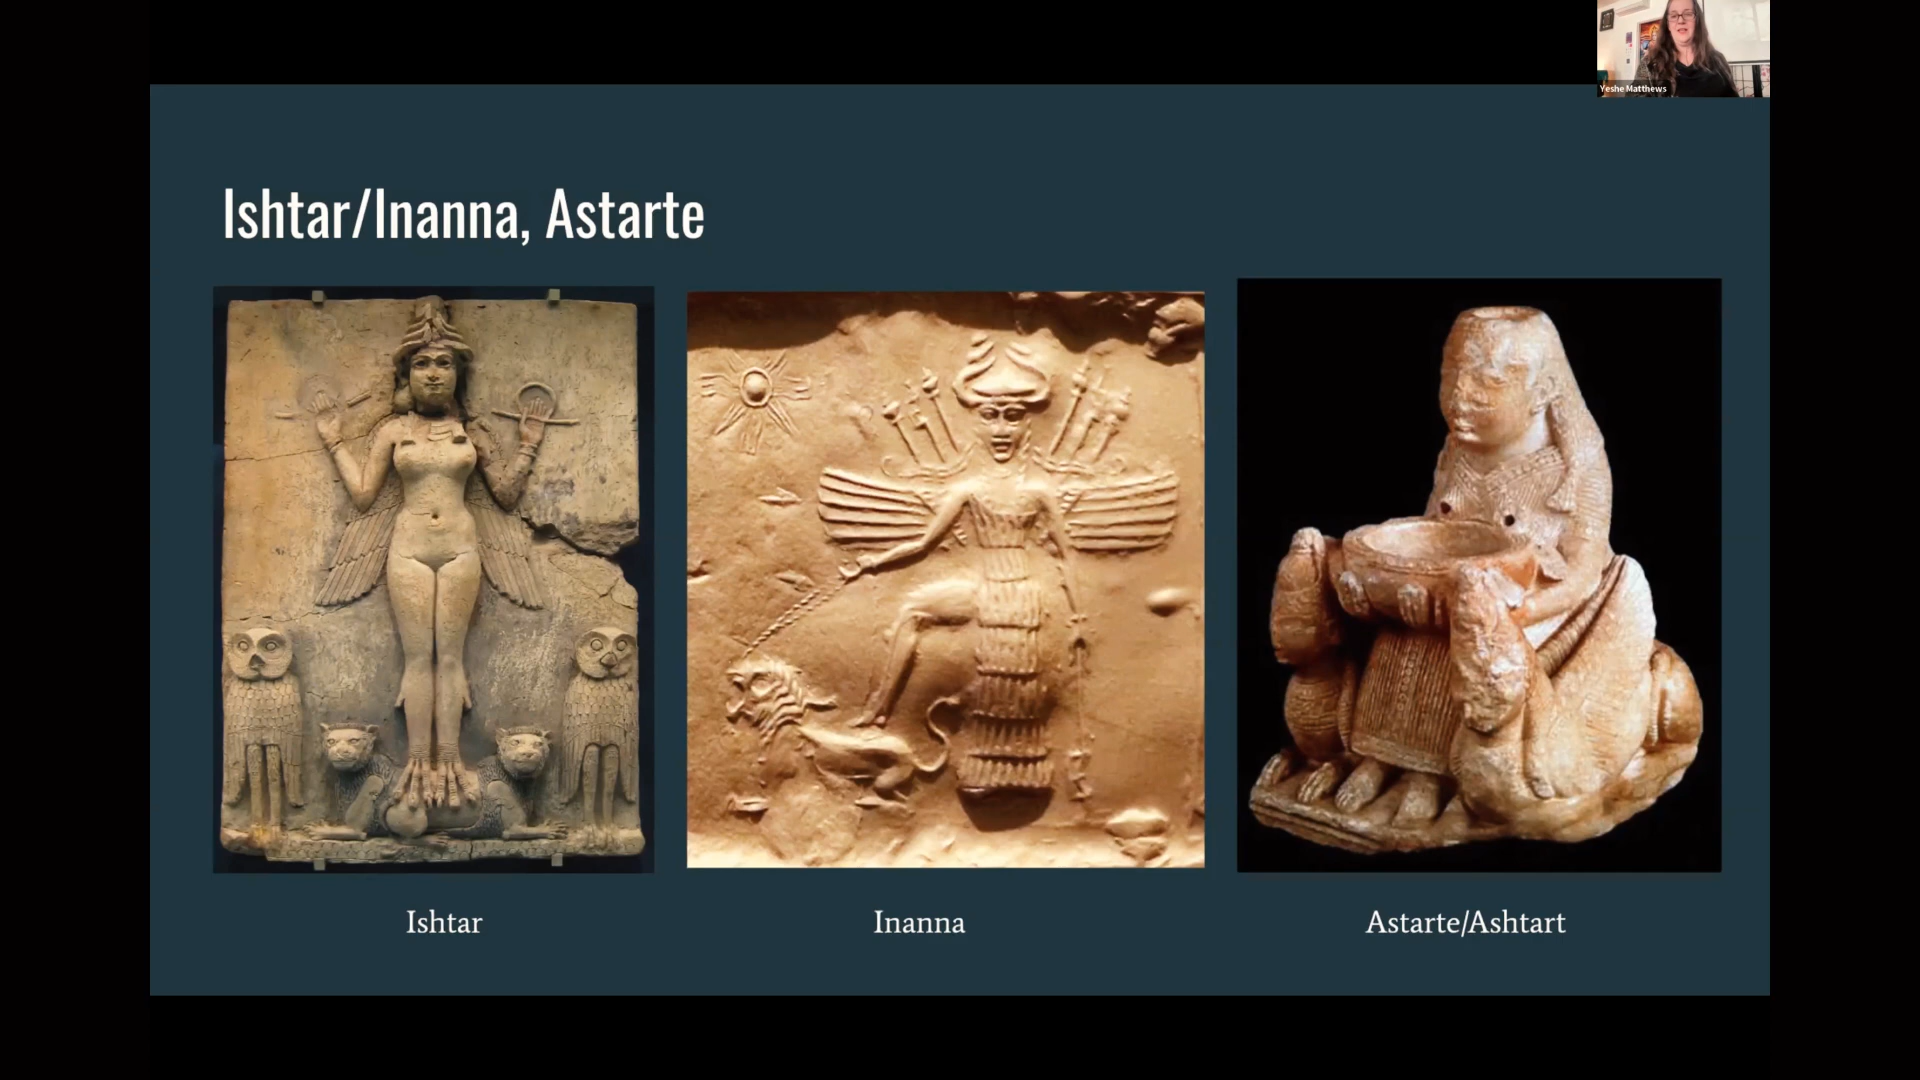 Yeshe Matthews
Ishtar/Inanna, Astarte
Ishtar
Inanna
Astarte/Ashtart